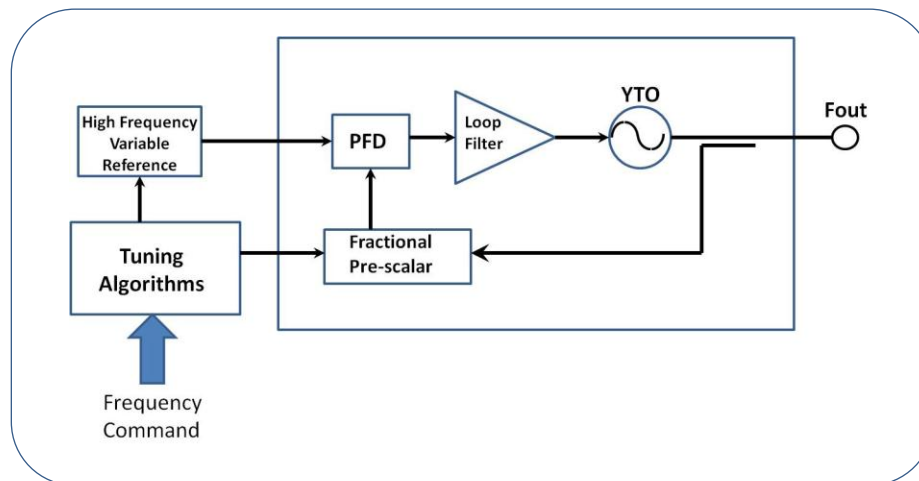 High Frequency
Variable
Reference
PFD
Loop
Filter
YTO
Fout
Tuning
Algorithms
Fractional
Pre-scalar
Frequency
Command